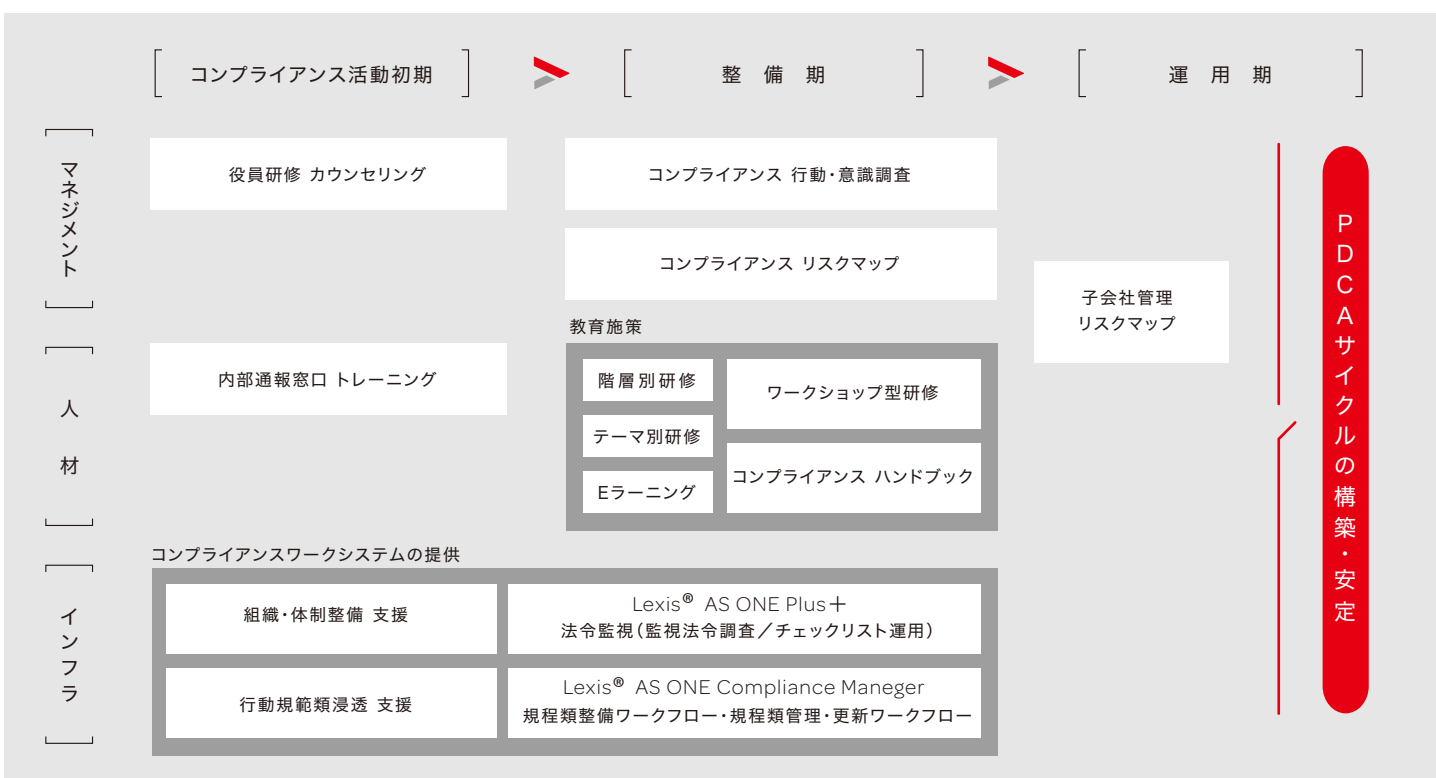 コンプライアンス活動初期
整備期
運用期
マネジメント
役員研修 カウンセリング
コンプライアンス 行動・意識調査
コンプライアンス リスクマップ
子会社管理
リスクマップ
人材
内部通報窓口 トレーニング
教育施策
階層別研修
テーマ別研修
Eラーニング
ワークショップ型研修
コンプライアンス ハンドブック
インフラ
コンプライアンスワークシステムの提供
組織・体制整備 支援
Lexis® AS ONE Plus＋
法令監視（監視法令調査／チェックリスト運用）
行動規範類浸透 支援
Lexis® AS ONE Compliance Maneger
規程類整備ワークフロー・規程類管理・更新ワークフロー
PDCAサイクルの構築・安定